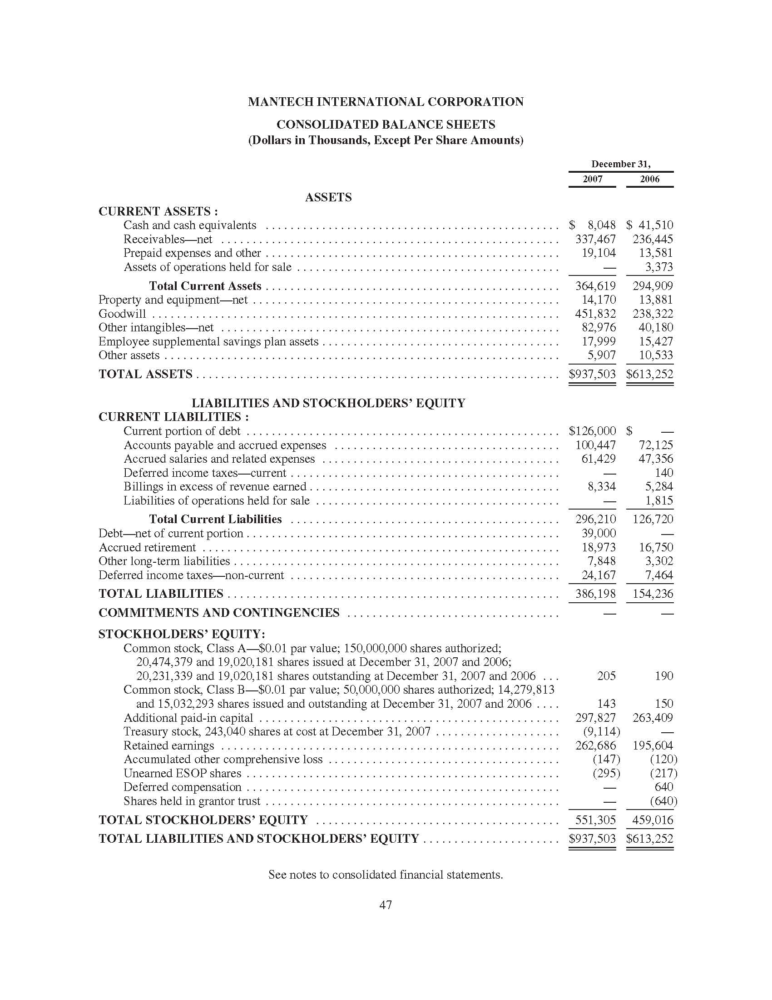 MANTECH INTERNATIONAL CORPORATION
CONSOLIDATED BALANCE SHEETS
(Dollars in Thousands, Except Per Share Amounts)
December 31,
2007 2006
ASSETS
CURRENT ASSETS :
Cash and cash equivalents $ 8,048 $ 41,510
Receivables—net 337,467 236,445
Prepaid expenses and other 19,104 13,581
Assets of operations held for sale — 3,373
Total Current Assets 364,619 294,909
Property and equipment—net 14,170 13,881
Goodwill 451,832 238,322
Other intangibles—net 82,976 40,180
Employee supplemental savings plan assets 17,999 15,427
Other assets 5,907 10,533
TOTAL ASSETS $937,503 $613,252
LIABILITIES AND STOCKHOLDERS’ EQUITY
CURRENT LIABILITIES :
Current portion of debt $126,000 $ —
Accounts payable and accrued expenses 100,447 72,125
Accrued salaries and related expenses 61,429 47,356
Deferred income taxes—current — 140
Billings in excess of revenue earned 8,334 5,284
Liabilities of operations held for sale — 1,815
Total Current Liabilities 296,210 126,720
Debt—net of current portion 39,000 —
Accrued retirement 18,973 16,750
Other long-term liabilities 7,848 3,302
Deferred income taxes—non-current 24,167 7,464
TOTAL LIABILITIES 386,198 154,236
COMMITMENTS AND CONTINGENCIES — —
STOCKHOLDERS’ EQUITY:
Common stock, Class A—$0.01 par value; 150,000,000 shares authorized;
20,474,379 and 19,020,181 shares issued at December 31, 2007 and 2006;
20,231,339 and 19,020,181 shares outstanding at December 31, 2007 and 2006 205 190
Common stock, Class B—$0.01 par value; 50,000,000 shares authorized; 14,279,813
and 15,032,293 shares issued and outstanding at December 31, 2007 and 2006 143 150
Additional paid-in capital 297,827 263,409
Treasury stock, 243,040 shares at cost at December 31, 2007 (9,114) —
Retained earnings 262,686 195,604
Accumulated other comprehensive loss (147) (120)
Unearned ESOP shares (295) (217)
Deferred compensation — 640
Shares held in grantor trust — (640)
TOTAL STOCKHOLDERS’ EQUITY 551,305 459,016
TOTAL LIABILITIES AND STOCKHOLDERS’ EQUITY $937,503 $613,252
See notes to consolidated financial statements.
47